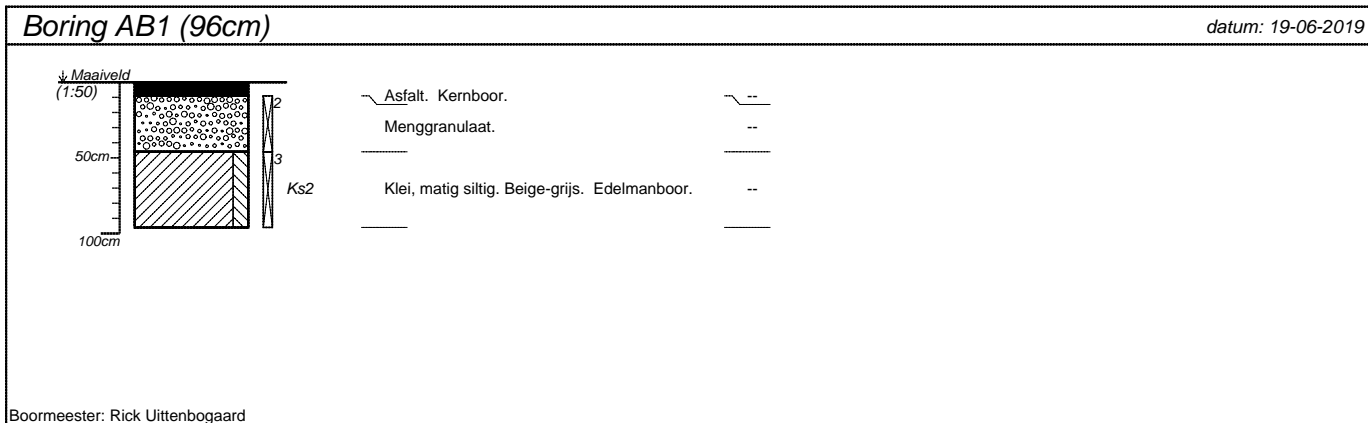 Boring AB1 (96cm)
datum: 19-06-2019
Maaiveld
(1:50)
2
Asfalt. Kernboor. --
Menggranulaat. --
50cm
3
Ks2
Klei, matig siltig. Beige-grijs. Edelmanboor. --
100cm
Boormeester: Rick Uittenbogaard